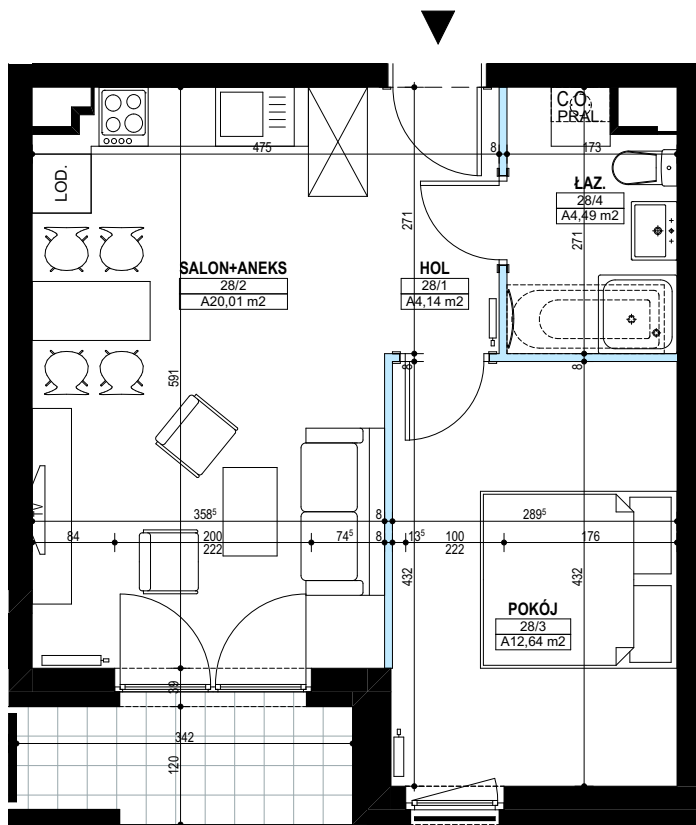 C.O.
PRAL.
475
8
173
LOD.
ŁAZ.
28/4
A4,49 m2
271
271
SALON+ANEKS
28/2
A20,01 m2
HOL
28/1
A4,14 m2
591
8
8
TV
358⁵
8
289⁵
84
200
222
74⁵
8
13⁵
100
222
176
432
432
POKÓJ
28/3
A12,64 m2
39
342
120